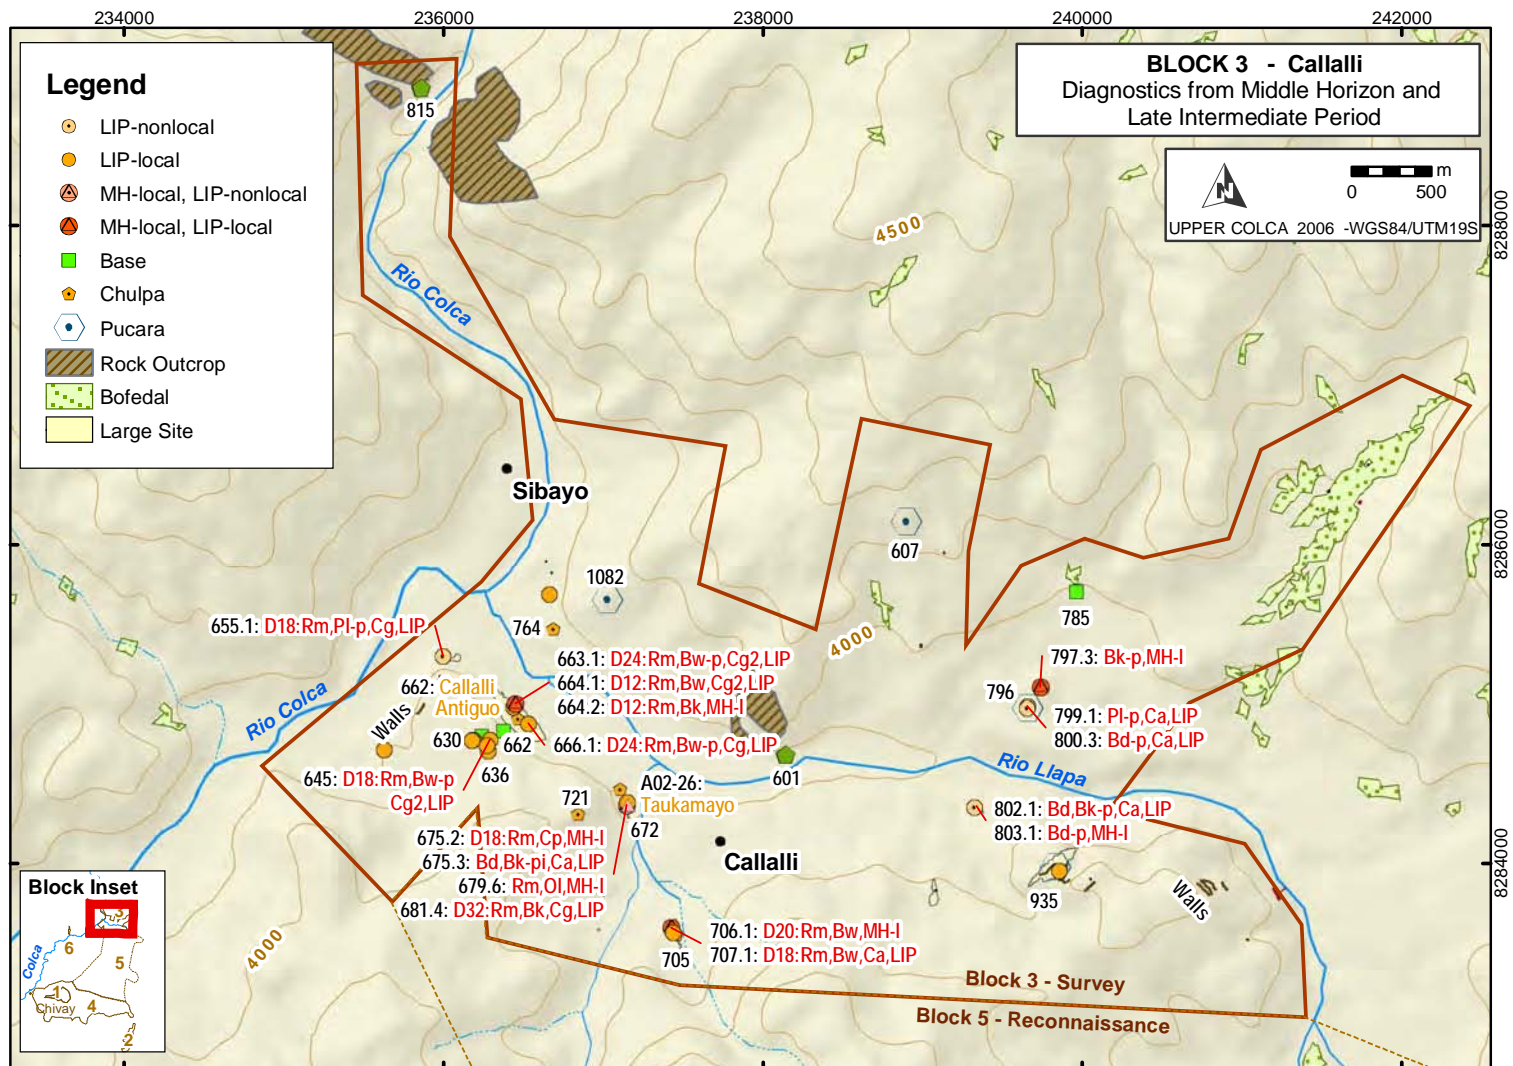 234000
236000
238000
240000
242000
Legend
LIP-nonlocal
LIP-local
MH-local, LIP-nonlocal
MH-local, LIP-local
Base
Chulpa
Pucara
Rock Outcrop
Bofedal
Large Site
BLOCK 3 - Callalli
Diagnostics from Middle Horizon and
Late Intermediate Period
N
m
0 500
UPPER COLCA 2006 -WGS84/UTM19S
8288000
8286000
8284000
815
4500
Rio Colca
Sibayo
607
1082
764
785
4000
655.1: D18:Rm,PI-p,Cg,LIP
663.1: D24:Rm,Bw-p,Cg2,LIP
664.1: D12:Rm,Bw,Cg2,LIP
664.2: D12:Rm,Bk,MH-I
662: Callalli
Antiguo
797.3: Bk-p,MH-I
796
799.1: PI-p,Ca,LIP
800.3: Bd-p,Ca,LIP
Rio Colca
Walls
630
662
666.1: D24:Rm,Bw-p,Cg,LIP
636
601
Rio Llapa
645: D18:Rm,Bw-p
Cg2,LIP
721
A02-26:
Taukamayo
672
802.1: Bd,Bk-p,Ca,LIP
803.1: Bd-p,MH-I
675.2: D18:Rm,Cp,MH-I
675.3: Bd,Bk-pi,Ca,LIP
679.6: Rm,OI,MH-I
681.4: D32:Rm,Bk,Cg,LIP
Callalli
935
Walls
706.1: D20:Rm,Bw,MH-I
707.1: D18:Rm,Bw,Ca,LIP
705
4000
Block 3 - Survey
Block 5 - Reconnaissance
Block Inset
3
6
5
Colca
1
Chivay
4
2